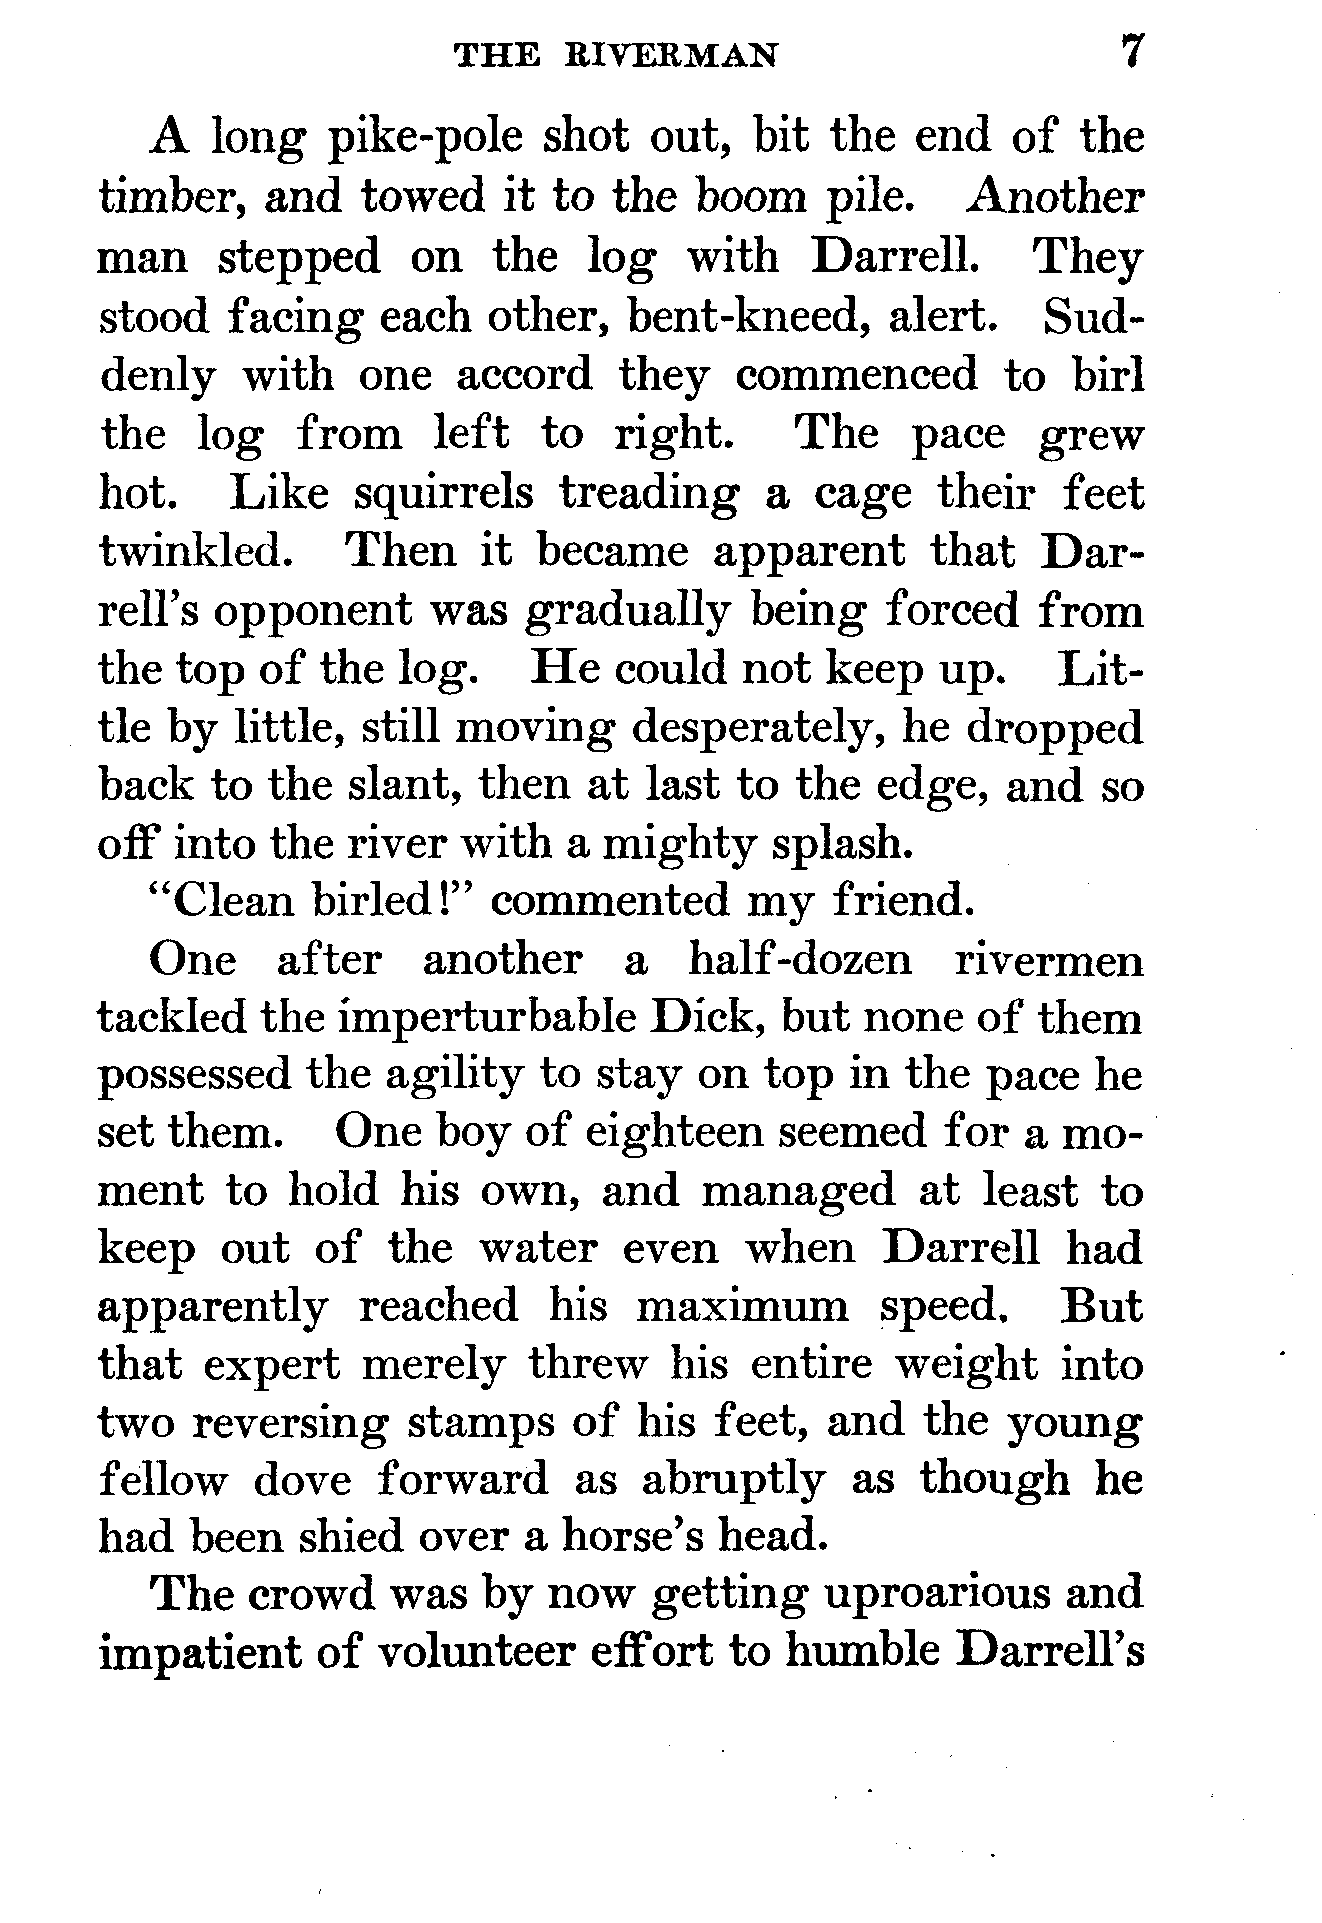 THE RIVERMAN 7
A long pike-pole shot out, bit the end of the
timber, and towed it to the boom pile. Another
man stepped on the log with Darrell. They
stood facing each other, bent-kneed, alert. Sud-
denly with one accord they commenced to birl
the log from left to right. The pace grew
hot. Like squirrels treading a cage their feet
twinkled. Then it became apparent that Dar-
rell's opponent was gradually being forced from
the top of the log. He could not keep up. Lit-
tle by little, still moving desperately, he dropped
back to the slant, then at last to the edge, and so
off into the river with a mighty splash.
"Clean birled!" commented my friend.
One after another a half-dozen rivermen
tackled the imperturbable Dick, but none of them
possessed the agility to stay on top in the pace he
set them. One boy of eighteen seemed for a mo-
ment to hold his own, and managed at least to
keep out of the water even when Darrell had
apparently reached his maximum speed. But
that expert merely threw his entire weight into
two reversing stamps of his feet, and the young
fellow dove forward as abruptly as though he
had been shied over a horse's head.
The crowd was by now getting uproarious and
impatient of volunteer effort to humble Darrell's